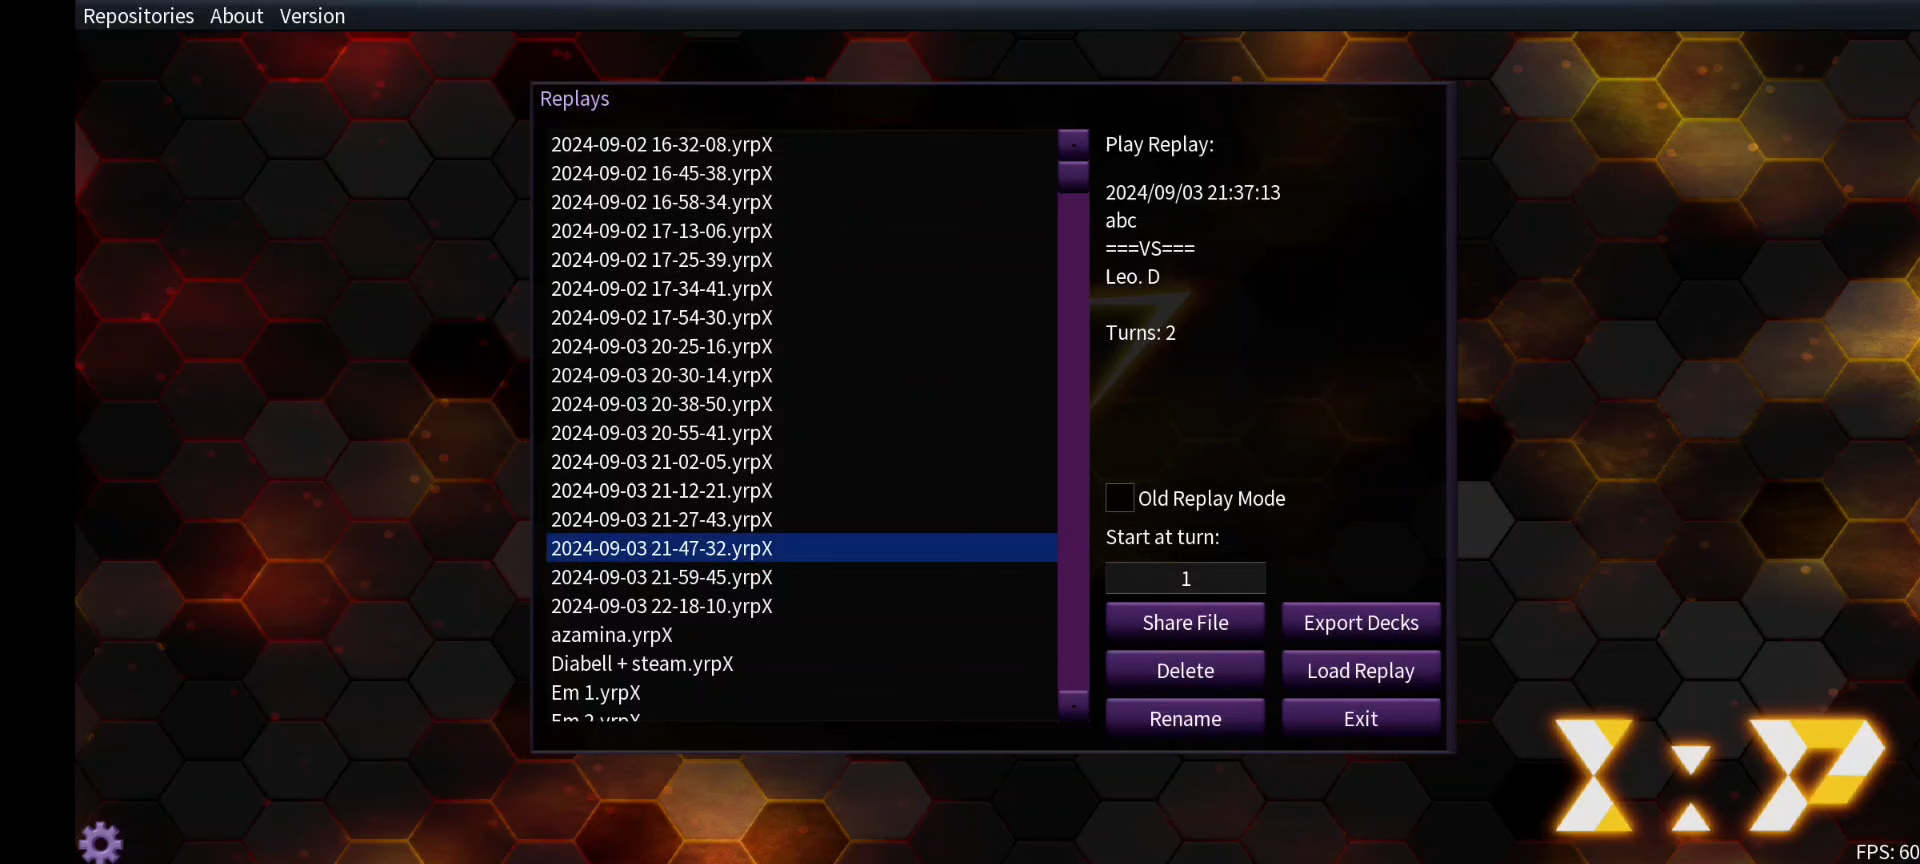 Repositories About Version
Replays
2024-09-02 16-32-08.yrpX
2024-09-02 16-45-38.yrpX
2024-09-02 16-58-34.yrpX
2024-09-02 17-13-06.yrpX
2024-09-02 17-25-39.yrpX
2024-09-02 17-34-41.yrpX
2024-09-02 17-54-30.yrpX
2024-09-03 20-25-16.yrpX
2024-09-03 20-30-14.yrpX
2024-09-03 20-38-50.yrpX
2024-09-03 20-55-41.yrpX
2024-09-03 21-02-05.yrpX
2024-09-03 21-12-21.yrpX
2024-09-03 21-27-43.yrpX
2024-09-03 21-47-32.yrpX
2024-09-03 21-59-45.yrpX
2024-09-03 22-18-10.yrpX
azamina.yrpX
Diabell + steam.yrpX
Em 1.yrpX
Em 2.yrpX
Play Replay:
2024/09/03 21:37:13
abc
===VS===
Leo. D
Turns: 2
Old Replay Mode
Start at turn:
1
Share File Export Decks
Delete Load Replay
Rename Exit
FPS: 60